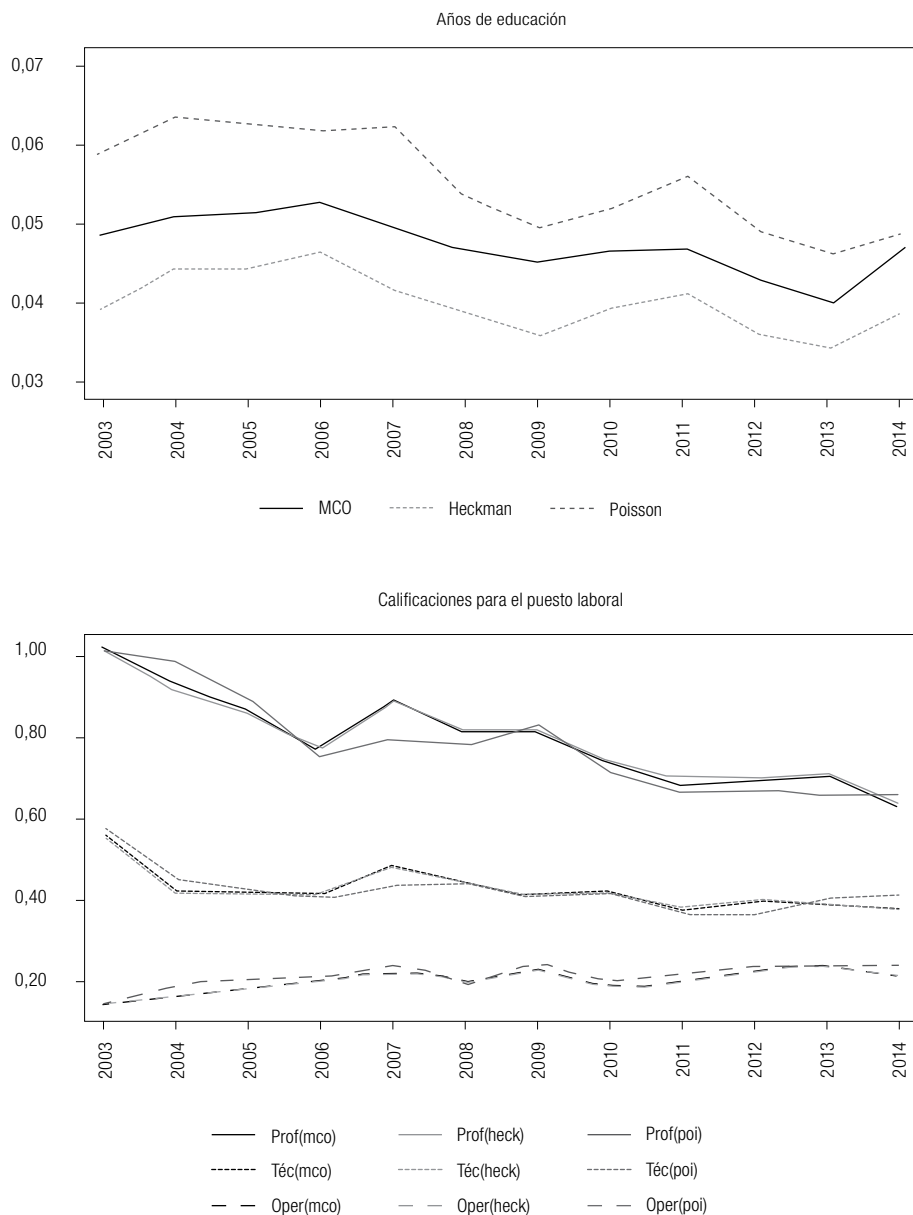 Años de educación
0,07
0,06
0,05
0,04
0,03
2003 2004 2005 2006 2007 2008 2009 2010 2011 2012 2013 2014
MCO Heckman Poisson
Calificaciones para el puesto laboral
1,00
0,80
0,60
0,40
0,20
2003 2004 2005 2006 2007 2008 2009 2010 2011 2012 2013 2014
Prof(mco) Prof(heck) Prof(poi)
Téc(mco) Téc(heck) Téc(poi)
Oper(mco) Oper(heck) Oper(poi)